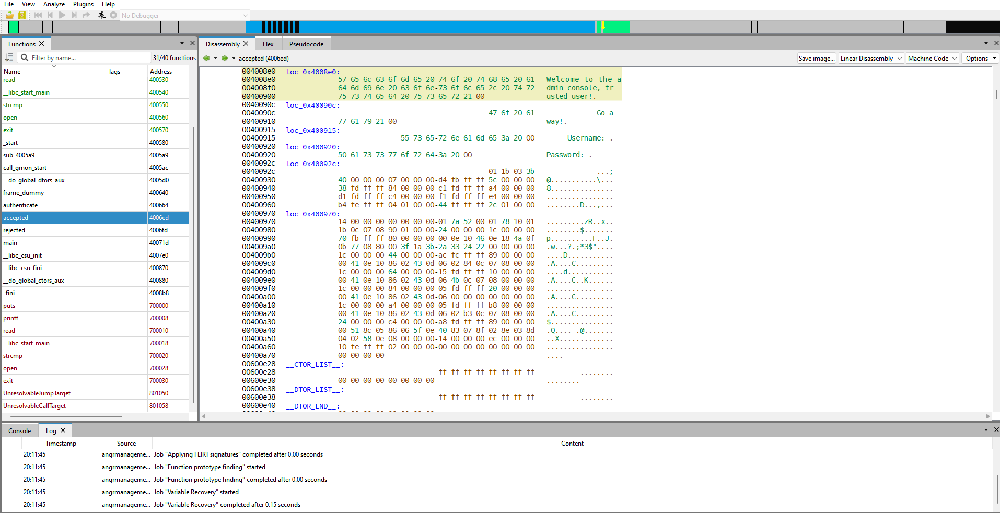 File View Analyze Plugins Help
No Debugger
Functions
Filter by name... 31/40 functions
Name Tags Address
read 400530
__libc_start_main 400540
strcmp 400550
open 400560
exit 400570
_start 400580
sub_4005a9 4005a9
call_gmon_start 4005ac
__do_global_dtors_aux 4005d0
frame_dummy 400640
authenticate 400664
accepted 4006ed
rejected 4006fd
main 40071d
__libc_csu_init 4007e0
__libc_csu_fini 400870
__do_global_ctors_aux 400880
_fini 4008b8
puts 700000
printf 700008
read 700010
__libc_start_main 700018
strcmp 700020
open 700028
exit 700030
UnresolvableJumpTarget 801050
UnresolvableCallTarget 801058
Disassembly Hex Pseudocode
accepted (4006ed) Save image... Linear Disassembly Machine Code Options
004008e0 loc_0x4008e0:
004008e0 57 65 6c 63 6f 6d 65 20-74 6f 20 74 68 65 20 61 Welcome to the a
004008f0 64 6d 69 6e 20 63 6f 6e-73 6f 6c 65 2c 20 74 72 dmin console, tr
00400900 75 73 74 65 64 20 75 73-65 72 21 00 usted user!.
0040090c loc_0x40090c:
0040090c 47 6f 20 61 Go a
00400910 77 61 79 21 00 way!.
00400915 loc_0x400915:
00400915 55 73 65-72 6e 61 6d 65 3a 20 00 Username: .
00400920 loc_0x400920:
00400920 50 61 73 73 77 6f 72 64-3a 20 00 Password: .
0040092c loc_0x40092c:
0040092c 01 1b 03 3b ...;
00400930 40 00 00 00 07 00 00 00-d4 fb ff ff 5c 00 00 00 @...........\...
00400940 38 fd ff ff 84 00 00 00-c1 fd ff ff a4 00 00 00 8...............
00400950 d1 fd ff ff c4 00 00 00-f1 fd ff ff e4 00 00 00 ................
00400960 b4 fe ff ff 04 01 00 00-44 ff ff ff 2c 01 00 00 ........D...,...
00400970 loc_0x400970:
00400970 14 00 00 00 00 00 00 00-01 7a 52 00 01 78 10 01 .........zR..x..
00400980 1b 0c 07 08 90 01 00 00-24 00 00 00 1c 00 00 00 ........$.......
00400990 70 fb ff ff 80 00 00 00-00 0e 10 46 0e 18 4a 0f p..........F..J.
004009a0 0b 77 08 80 00 3f 1a 3b-2a 33 24 22 00 00 00 00 .w...?.;*3$"....
004009b0 1c 00 00 00 44 00 00 00-ac fc ff ff 89 00 00 00 ....D...........
004009c0 00 41 0e 10 86 02 43 0d-06 02 84 0c 07 08 00 00 .A....C.........
004009d0 1c 00 00 00 64 00 00 00-15 fd ff ff 10 00 00 00 ....d...........
004009e0 00 41 0e 10 86 02 43 0d-06 4b 0c 07 08 00 00 00 .A....C..K......
004009f0 1c 00 00 00 84 00 00 00-05 fd ff ff 20 00 00 00 ............ ...
00400a00 00 41 0e 10 86 02 43 0d-06 00 00 00 00 00 00 00 .A....C.........
00400a10 1c 00 00 00 a4 00 00 00-05 fd ff ff b8 00 00 00 ................
00400a20 00 41 0e 10 86 02 43 0d-06 02 b3 0c 07 08 00 00 .A....C.........
00400a30 24 00 00 00 c4 00 00 00-a8 fd ff ff 89 00 00 00 $...............
00400a40 00 51 8c 05 86 06 5f 0e-40 83 07 8f 02 8e 03 8d .Q...._.@.......
00400a50 04 02 58 0e 08 00 00 00-14 00 00 00 ec 00 00 00 ..X.............
00400a60 10 fe ff ff 02 00 00 00-00 00 00 00 00 00 00 00 ................
00400a70 00 00 00 00 ....
00600e28 __CTOR_LIST__:
00600e28 ff ff ff ff ff ff ff ff ........
00600e30 00 00 00 00 00 00 00 00- ........
00600e38 __DTOR_LIST__:
00600e38 ff ff ff ff ff ff ff ff ........
00600e40 __DTOR_END__:
Console Log
Timestamp Source Content
20:11:45 angrmanageme... Job "Applying FLIRT signatures" completed after 0.00 seconds
20:11:45 angrmanageme... Job "Function prototype finding" started
20:11:45 angrmanageme... Job "Function prototype finding" completed after 0.00 seconds
20:11:45 angrmanageme... Job "Variable Recovery" started
20:11:45 angrmanageme... Job "Variable Recovery" completed after 0.15 seconds